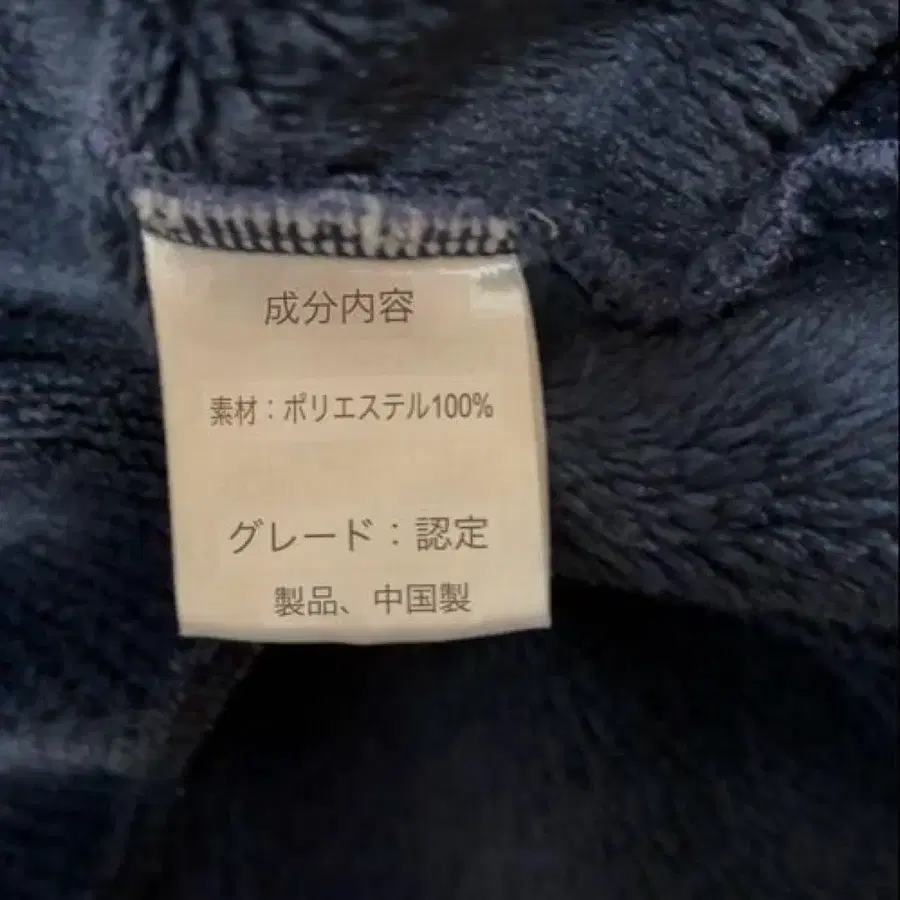 成分内容
素材：ポリエステル100%
グレード：認定
製品、中国製